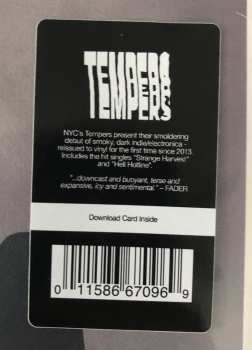 TEMPERS
TEMPERS
NYC's Tempers present their smoldering
debut of smoky, dark indie/electronica -
reissued to vinyl for the first time since 2013.
Includes the hit singles "Strange Harvest"
and "Hell Hotline".
"...downcast and buoyant, terse and
expansive, icy and sentimental." – FADER
Download Card Inside
0 11586 67096 9